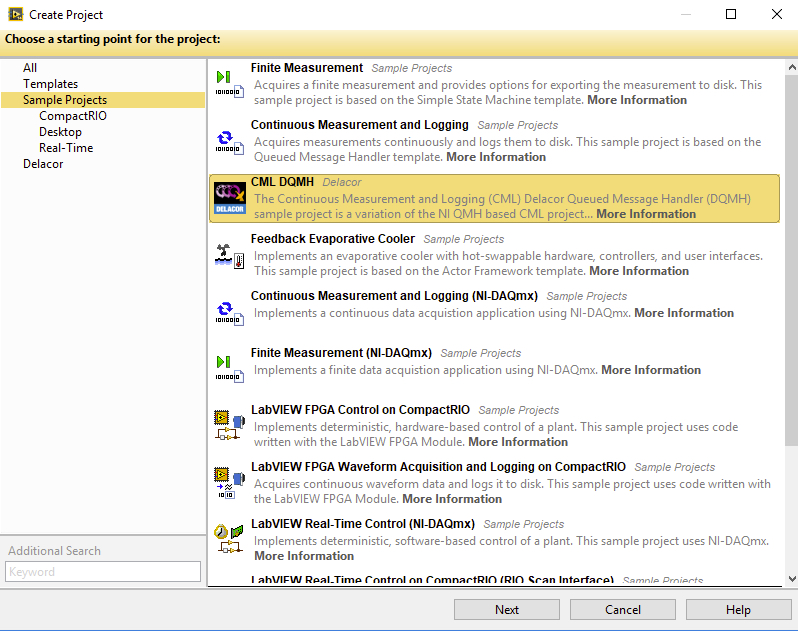 Create Project
Choose a starting point for the project:
All
Templates
Sample Projects
CompactRIO
Desktop
Real-Time
Delacor
Additional Search
Keyword
Finite Measurement Sample Projects
Acquires a finite measurement and provides options for exporting the measurement to disk. This
sample project is based on the Simple State Machine template. More Information
Continuous Measurement and Logging Sample Projects
Acquires measurements continuously and logs them to disk. This sample project is based on the
Queued Message Handler template. More Information
DELACOR
CML DQMH Delacor
The Continuous Measurement and Logging (CML) Delacor Queued Message Handler (DQMH)
sample project is a variation of the NI QMH based CML project... More Information
Feedback Evaporative Cooler Sample Projects
Implements an evaporative cooler with hot-swappable hardware, controllers, and user interfaces.
This sample project is based on the Actor Framework template. More Information
Continuous Measurement and Logging (NI-DAQmx) Sample Projects
Implements a continuous data acquistion application using NI-DAQmx. More Information
Finite Measurement (NI-DAQmx) Sample Projects
Implements a finite data acquistion application using NI-DAQmx. More Information
LabVIEW FPGA Control on CompactRIO Sample Projects
Implements deterministic, hardware-based control of a plant. This sample project uses code
written with the LabVIEW FPGA Module. More Information
LabVIEW FPGA Waveform Acquisition and Logging on CompactRIO Sample Projects
Acquires continuous waveform data and logs it to disk. This sample project uses code written with
the LabVIEW FPGA Module. More Information
LabVIEW Real-Time Control (NI-DAQmx) Sample Projects
Implements deterministic, software-based control of a plant. This sample project uses NI-DAQmx.
More Information
LabVIEW Real-Time Control on CompactRIO (RIO Scan Interface) Sample Projects
Next
Cancel
Help